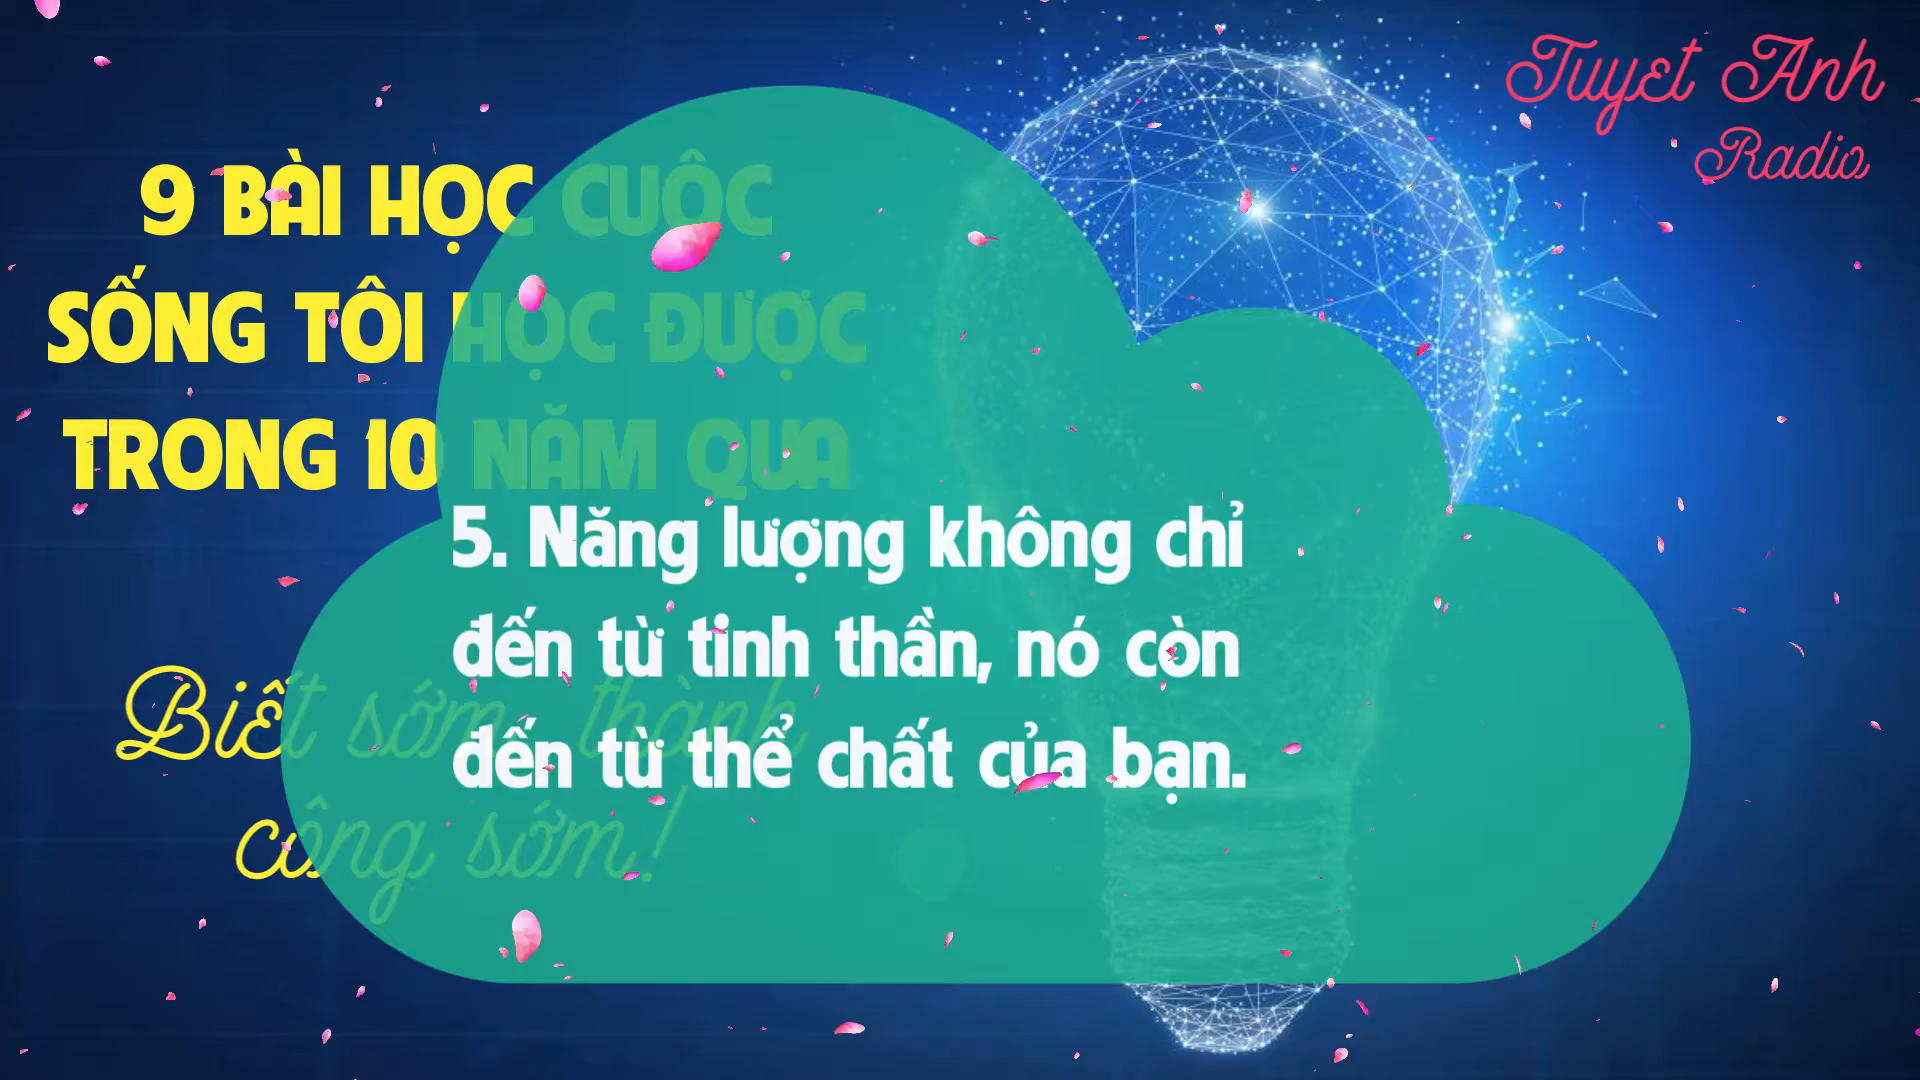 Tuyet Anh
Radio
9 BÀI HỌC CUỘC
SỐNG TÔI HỌC ĐƯỢC
TRONG 10 NĂM QUA
5. Năng lượng không chỉ
đến từ tinh thần, nó còn
đến từ thể chất của bạn.
Biết sớm thành
công sớm!